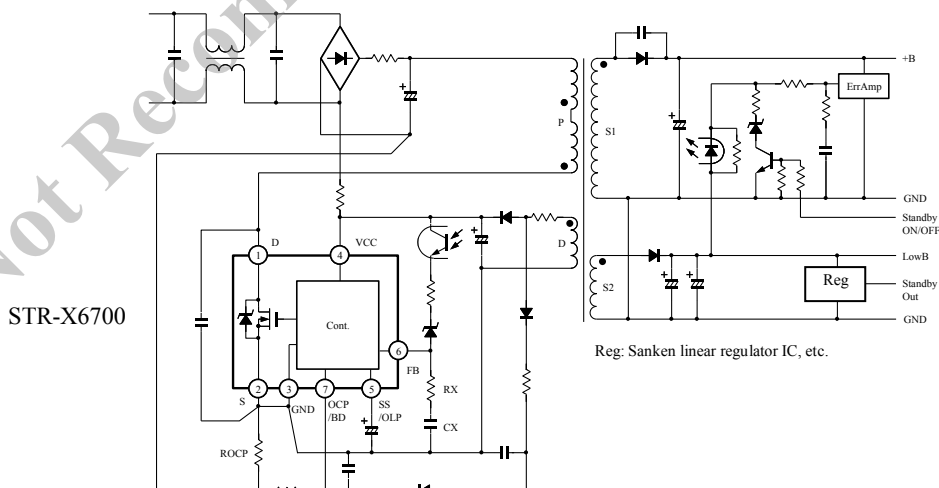 Not Recom
+B
ErrAmp
P
S1
GND
Standby
ON/OFF
D
D
VCC
LowB
S2
Reg
Standby
Out
GND
1
4
STR-X6700
Cont.
6
FB
Reg: Sanken linear regulator IC, etc.
2
3
7
5
S
GND
OCP
/BD
SS
/OLP
RX
CX
ROCP